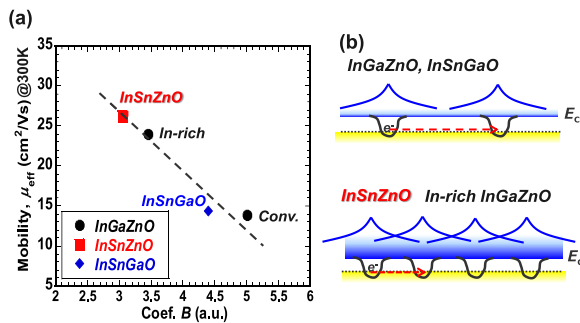 (a)
Mobility, μeff (cm²/Vs)@300K
35
30
25
20
15
10
5
InSnZnO
In-rich
InSnGaO
Conv.
InGaZnO
InSnZnO
InSnGaO
2
2,5
3
3,5
4
4,5
5
5,5
6
Coef. B (a.u.)
(b)
InGaZnO, InSnGaO
Ec
e-
InSnZnO In-rich InGaZnO
Ec
e-